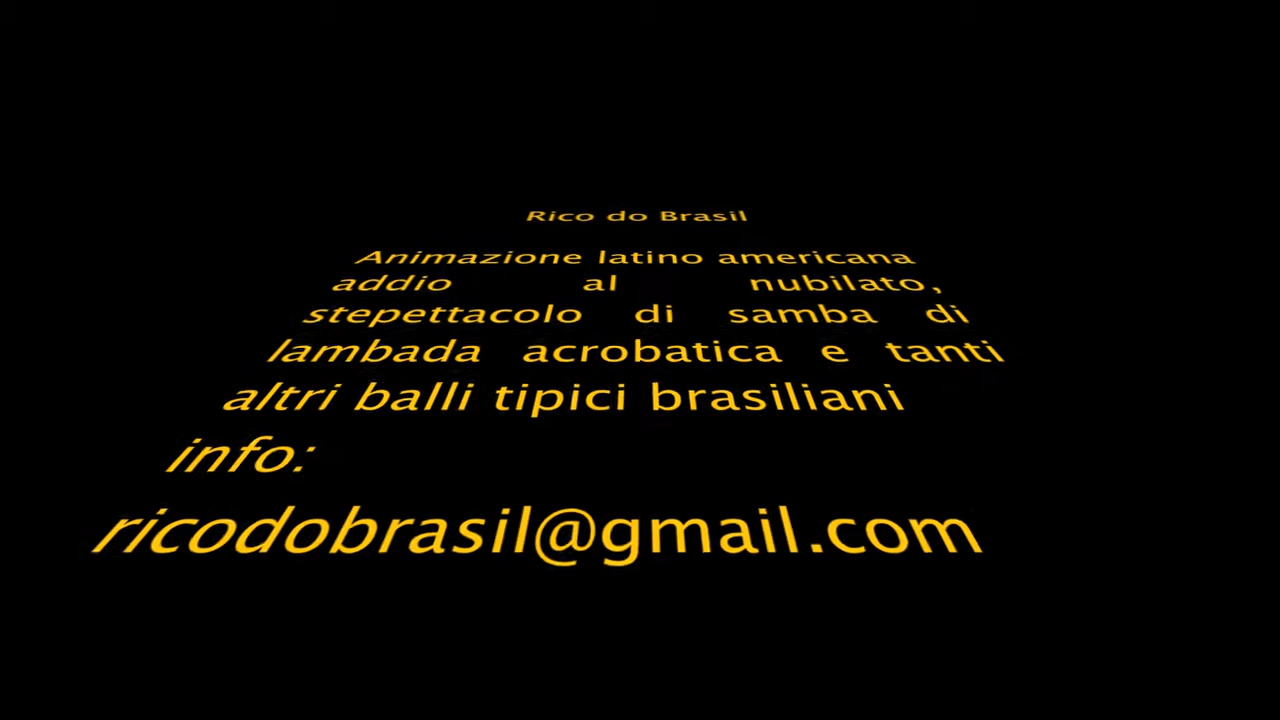 Rico do Brasil
Animazione latino americana
addio al nubilato,
stepettacolo di samba di
lambada acrobatica e tanti
altri balli tipici brasiliani
info:
ricodobrasil@gmail.com